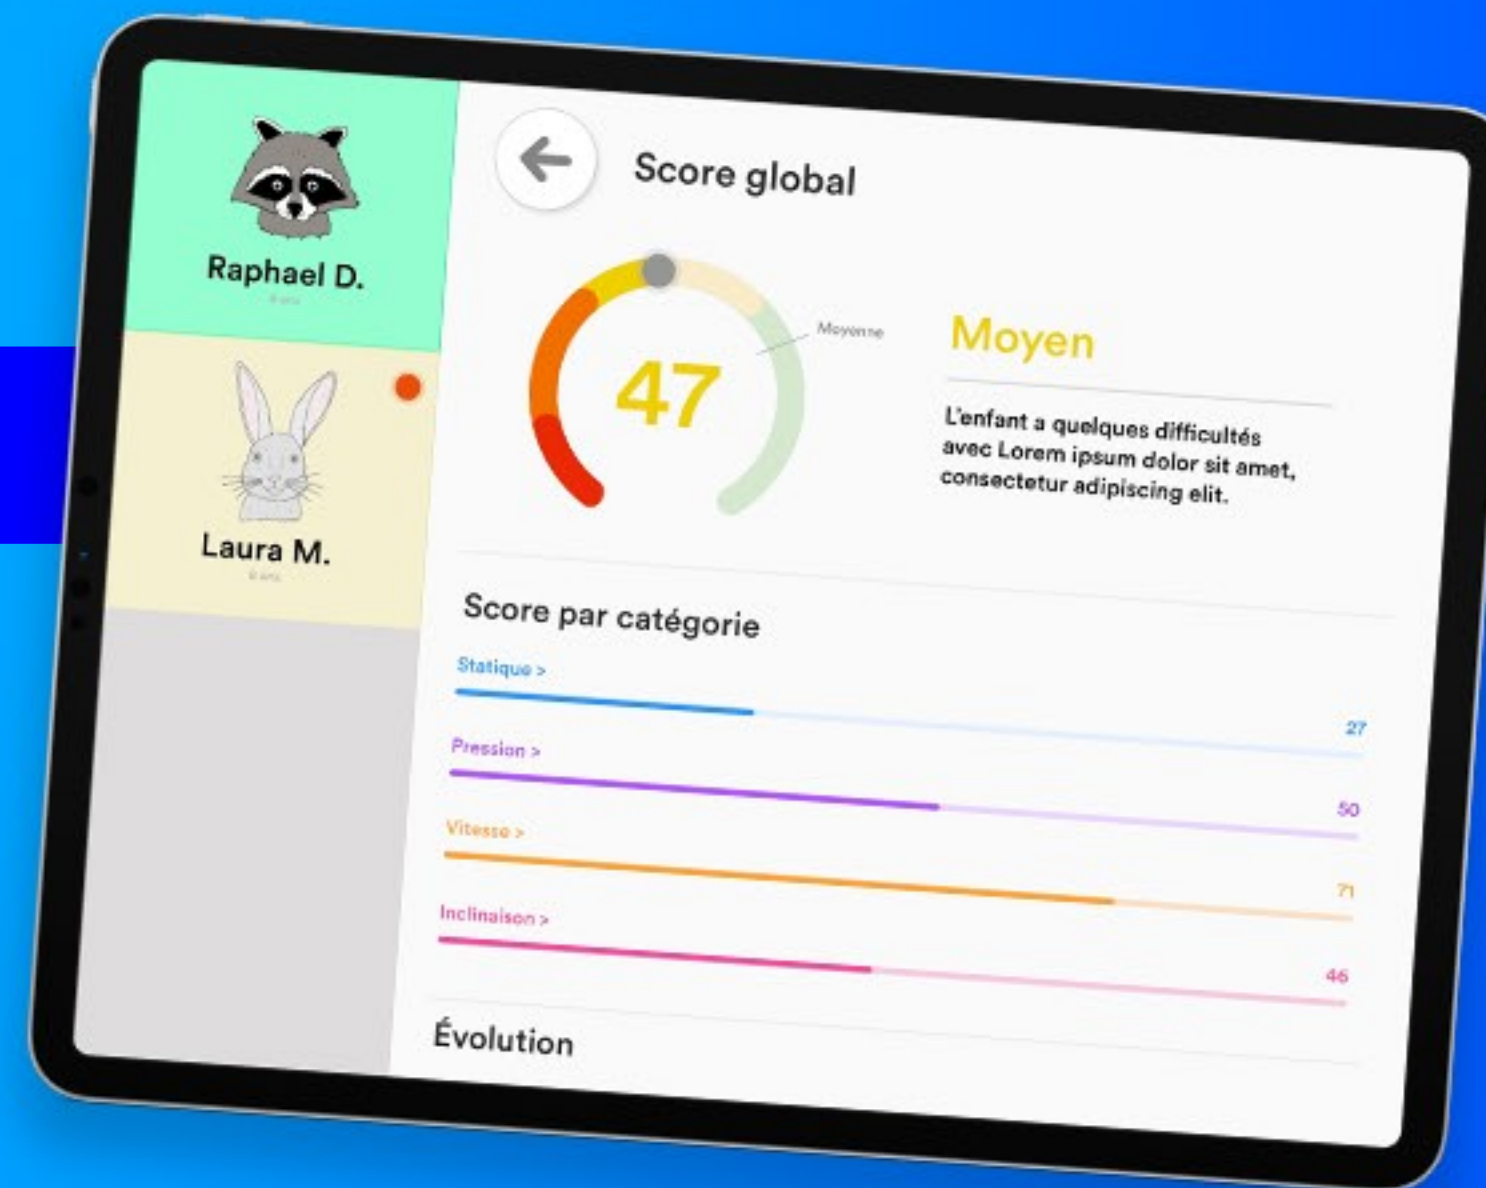 Raphael D.
Laura M.
Score global
47
Moyenne
Moyen
L'enfant a quelques difficultés
avec Lorem ipsum dolor sit amet,
consectetur adipiscing elit.
Score par catégorie
Statique >
27
Pression >
50
Vitesse >
71
Inclinaison >
46
Évolution